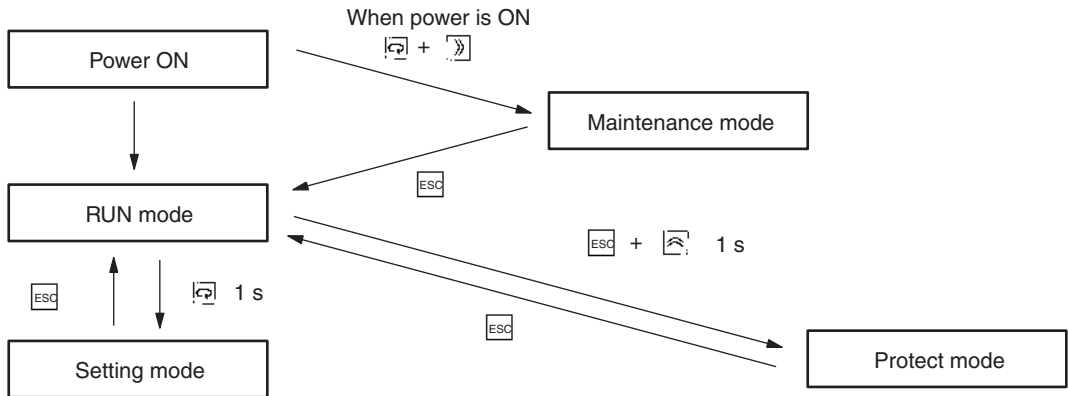 When power is ON
+
Power ON
Maintenance mode
ESC
RUN mode
ESC + 1 s
ESC 1 s
ESC
Setting mode
Protect mode